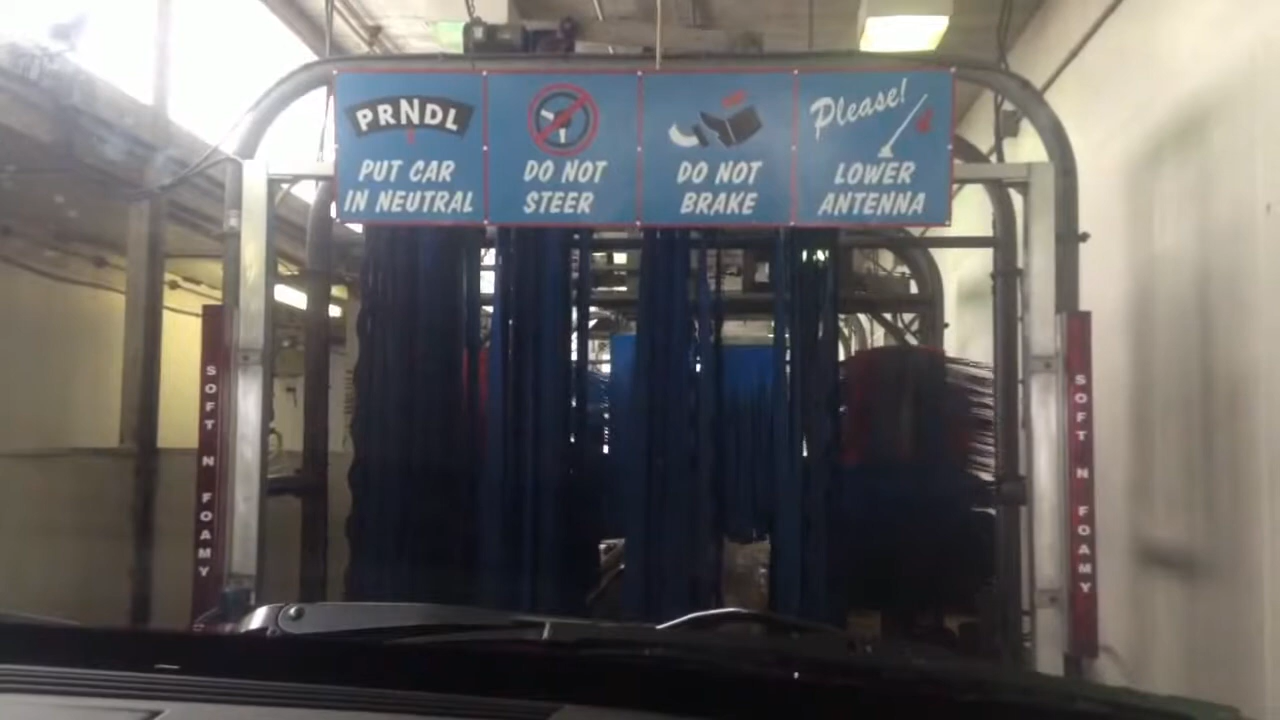 PRNDL
PUT CAR
IN NEUTRAL
DO NOT
STEER
DO NOT
BRAKE
Please!
LOWER
ANTENNA
SOFT N FOAMY
SOFT N FOAMY